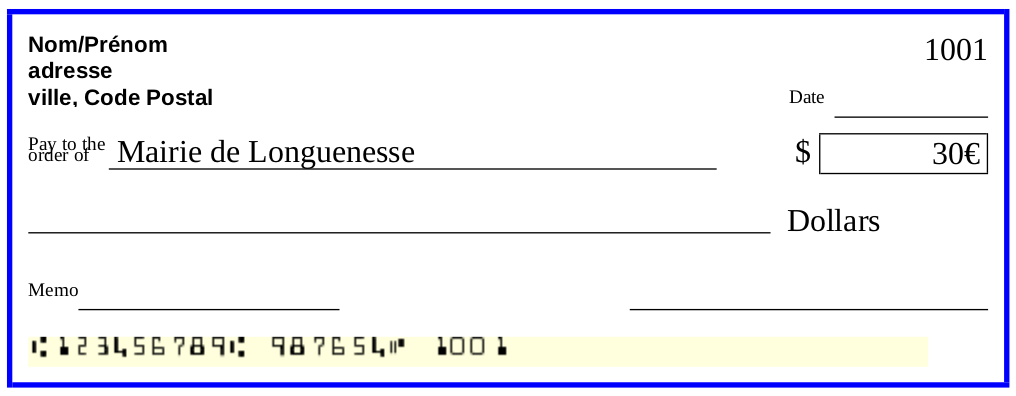 Nom/Prénom
1001
adresse
ville, Code Postal
Date
Pay to the
order of
Mairie de Longuenesse
$ 30€
Dollars
Memo
⑆123456789⑆ 987654⑈ 1001